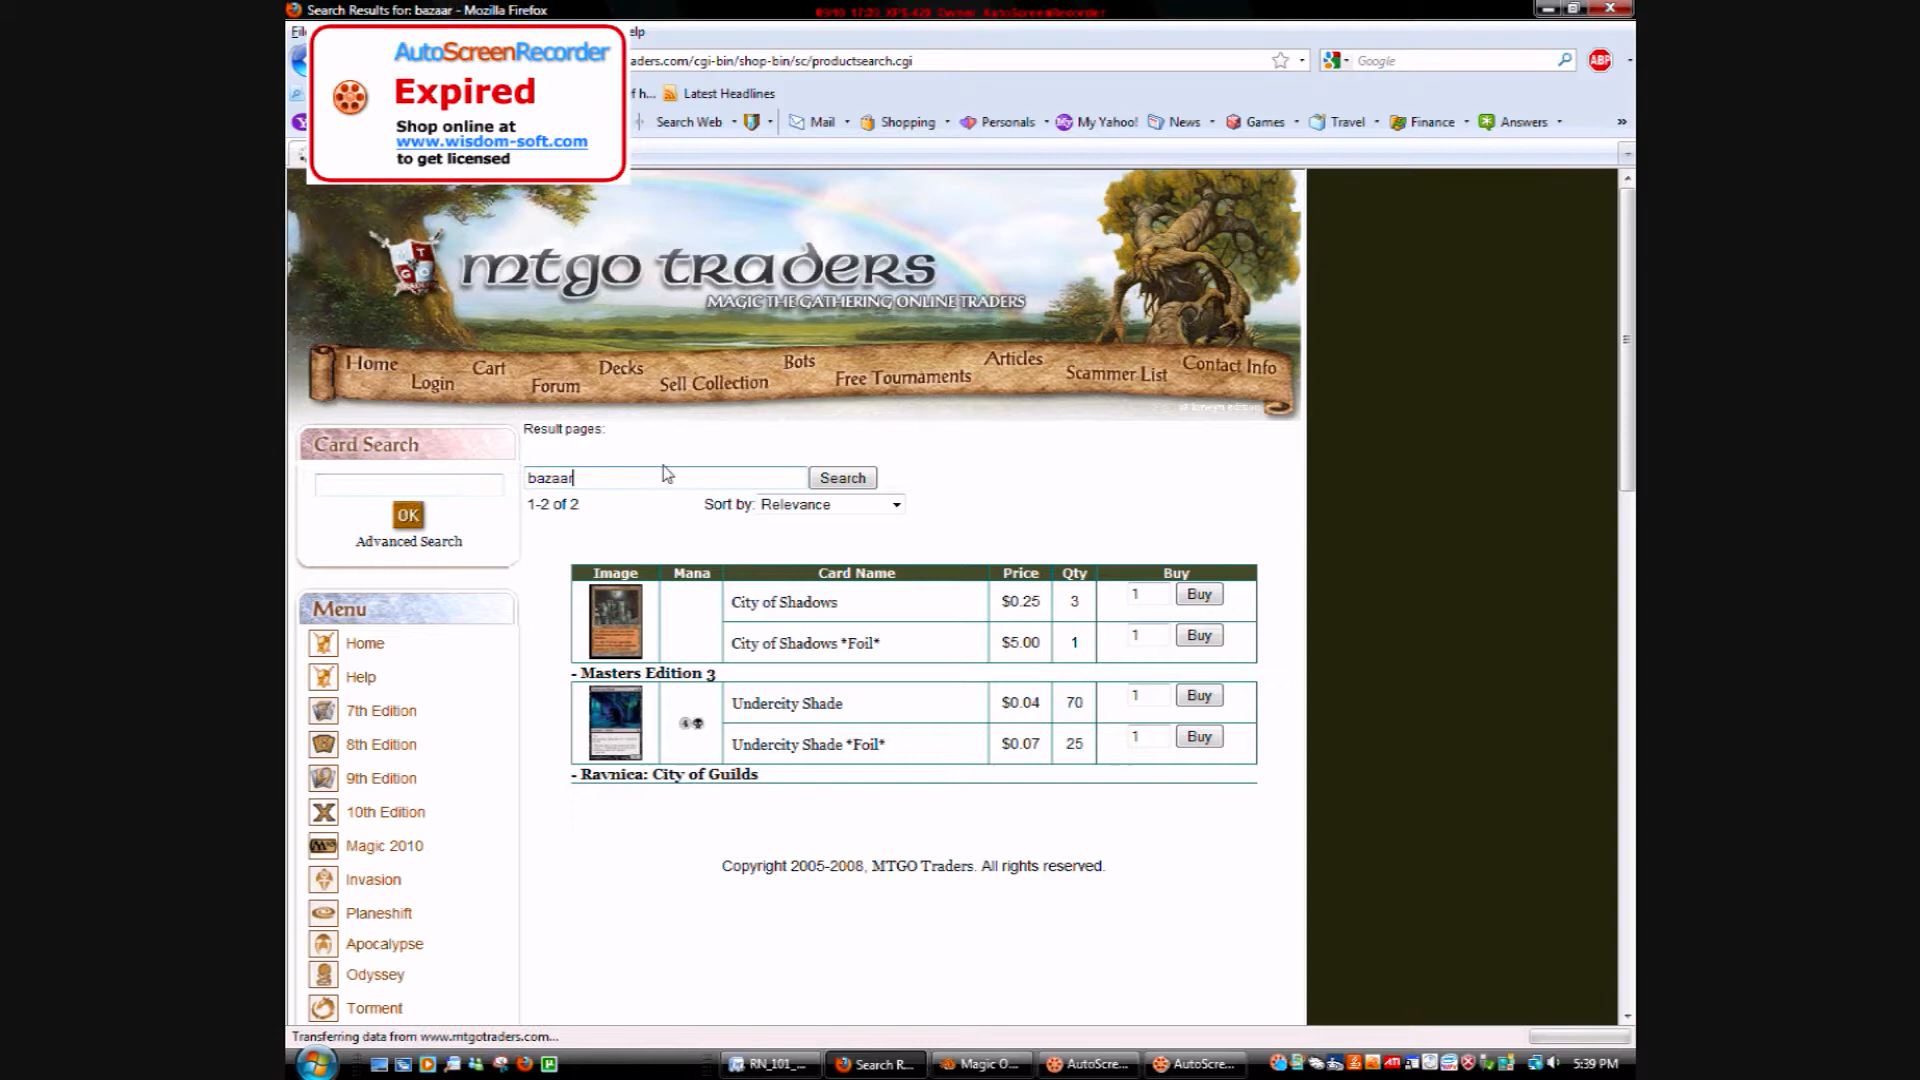 Search Results for: bazaar - Mozilla Firefox
elp
AutoScreenRecorder
Expired
Shop online at
www.wisdom-soft.com
to get licensed
aders.com/cgi-bin/shop-bin/sc/productsearch.cgi
Google
ABP
f h... Latest Headlines
Search Web Mail Shopping Personals My Yahoo! News Games Travel Finance Answers »
mtgo traders
MAGIC THE GATHERING ONLINE TRADERS
Home Login Cart Forum Decks Sell Collection Bots Free Tournaments Articles Scammer List Contact Info
Card Search
OK
Advanced Search
Menu
Home
Help
7th Edition
8th Edition
9th Edition
10th Edition
Magic 2010
Invasion
Planeshift
Apocalypse
Odyssey
Torment
Result pages:
bazaar Search
1-2 of 2 Sort by: Relevance
Image Mana Card Name Price Qty Buy
City of Shadows $0.25 3 1 Buy
City of Shadows *Foil* $5.00 1 1 Buy
- Masters Edition 3
Undercity Shade $0.04 70 1 Buy
Undercity Shade *Foil* $0.07 25 1 Buy
- Ravnica: City of Guilds
Copyright 2005-2008, MTGO Traders. All rights reserved.
Transferring data from www.mtgotraders.com...
RN_101_... Search R... Magic O... AutoScre... AutoScre... 5:39 PM